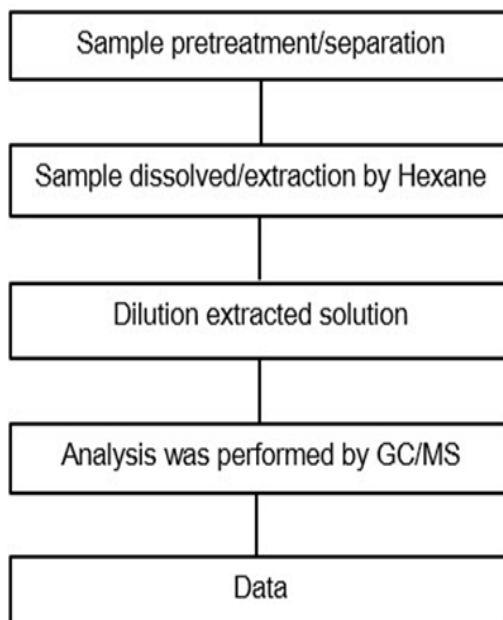 Sample pretreatment/separation
Sample dissolved/extraction by Hexane
Dilution extracted solution
Analysis was performed by GC/MS
Data